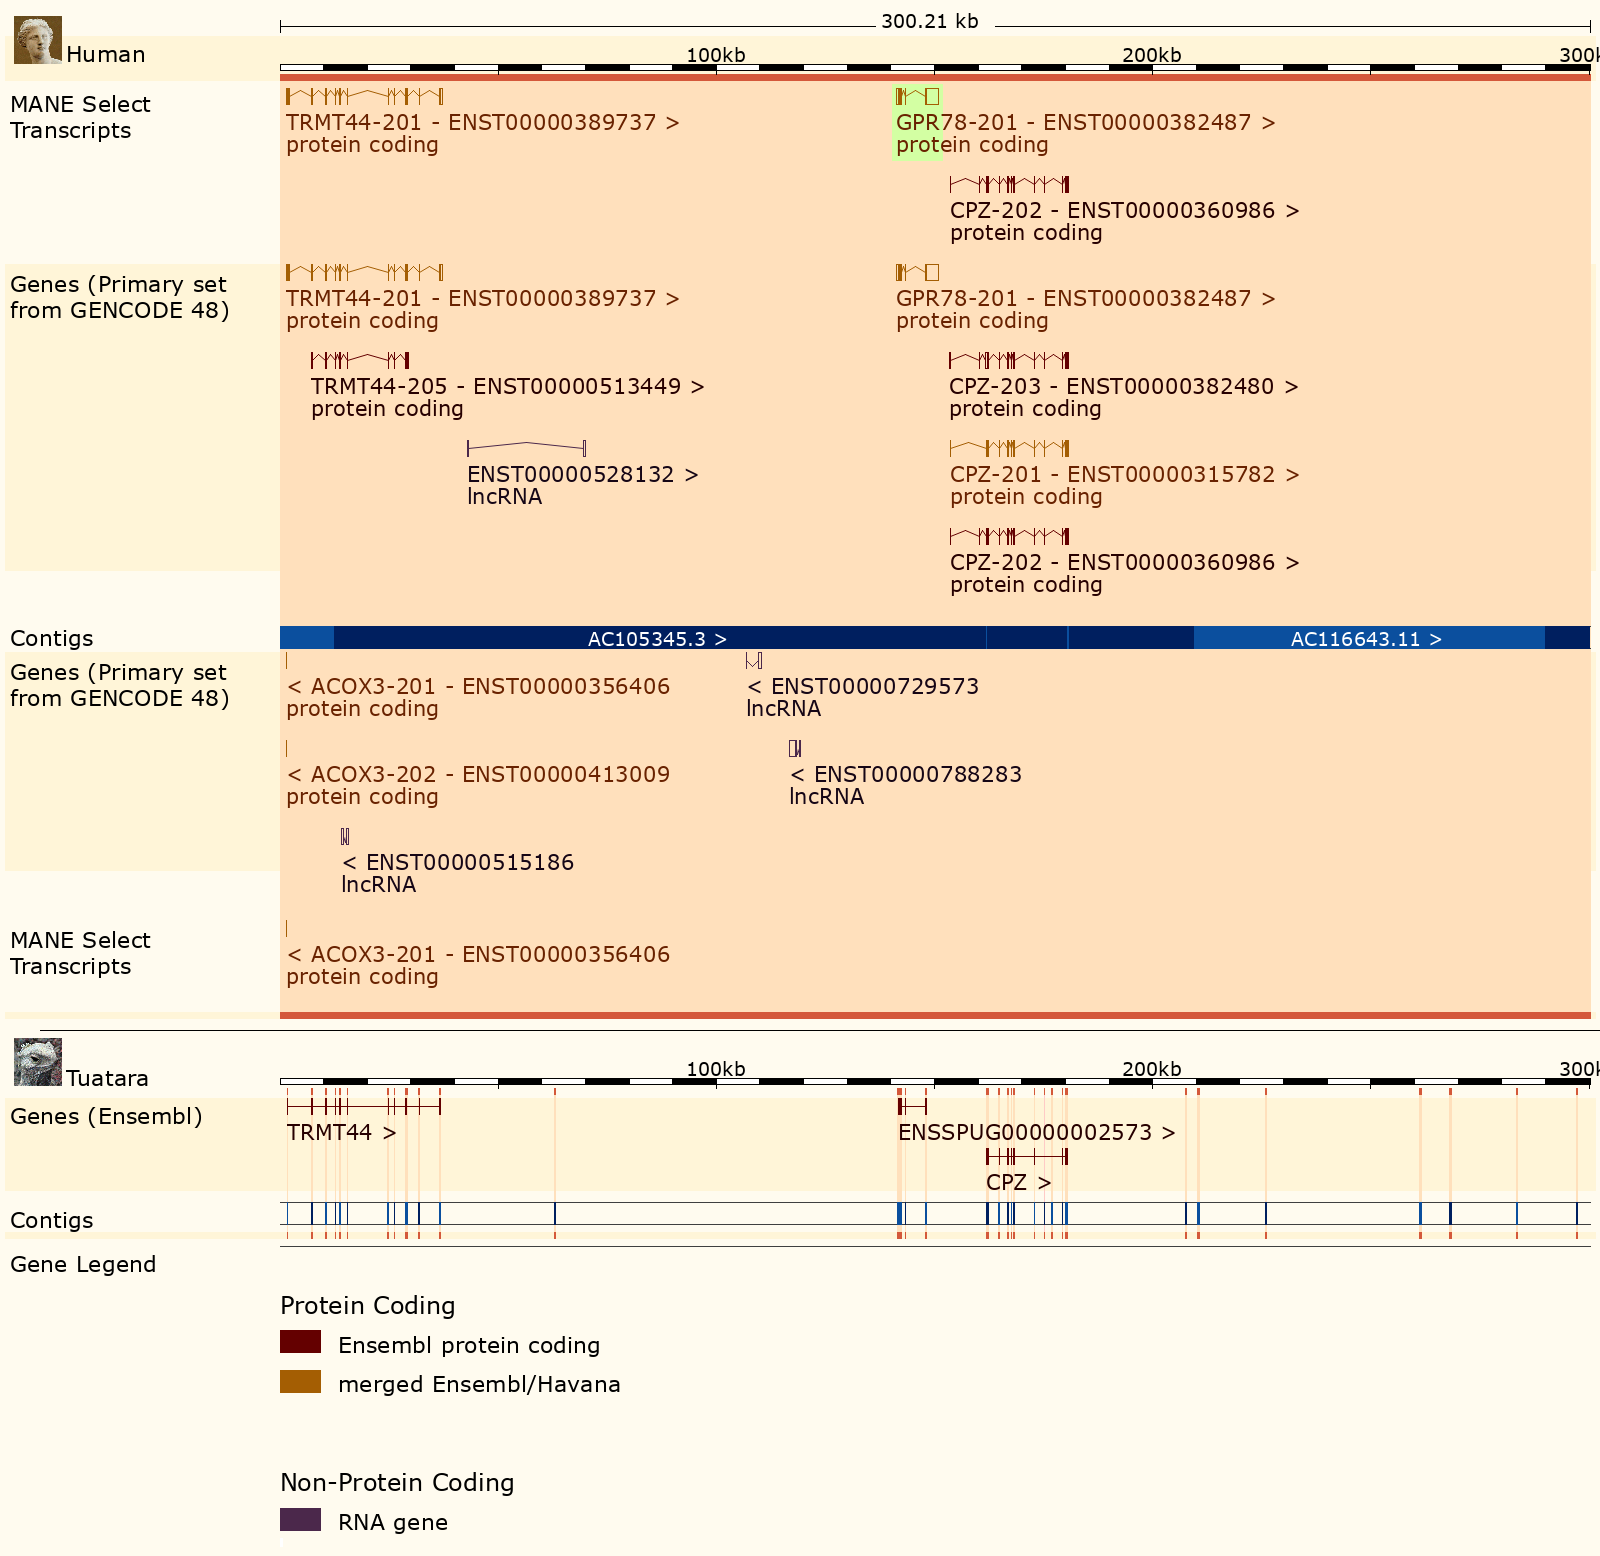 300.21 kb
Human
100kb 200kb 300k
MANE Select
Transcripts
TRMT44-201 - ENST00000389737 >
protein coding
GPR78-201 - ENST00000382487 >
protein coding
CPZ-202 - ENST00000360986 >
protein coding
Genes (Primary set
from GENCODE 48)
TRMT44-201 - ENST00000389737 >
protein coding
GPR78-201 - ENST00000382487 >
protein coding
TRMT44-205 - ENST00000513449 >
protein coding
CPZ-203 - ENST00000382480 >
protein coding
ENST00000528132 >
lncRNA
CPZ-201 - ENST00000315782 >
protein coding
CPZ-202 - ENST00000360986 >
protein coding
Contigs
AC105345.3 > AC116643.11 >
Genes (Primary set
from GENCODE 48)
< ACOX3-201 - ENST00000356406
protein coding
< ENST00000729573
lncRNA
< ACOX3-202 - ENST00000413009
protein coding
< ENST00000788283
lncRNA
< ENST00000515186
lncRNA
MANE Select
Transcripts
< ACOX3-201 - ENST00000356406
protein coding
Tuatara
100kb 200kb 300k
Genes (Ensembl)
TRMT44 > ENSSPUG00000002573 >
CPZ >
Contigs
Gene Legend
Protein Coding
Ensembl protein coding
merged Ensembl/Havana
Non-Protein Coding
RNA gene